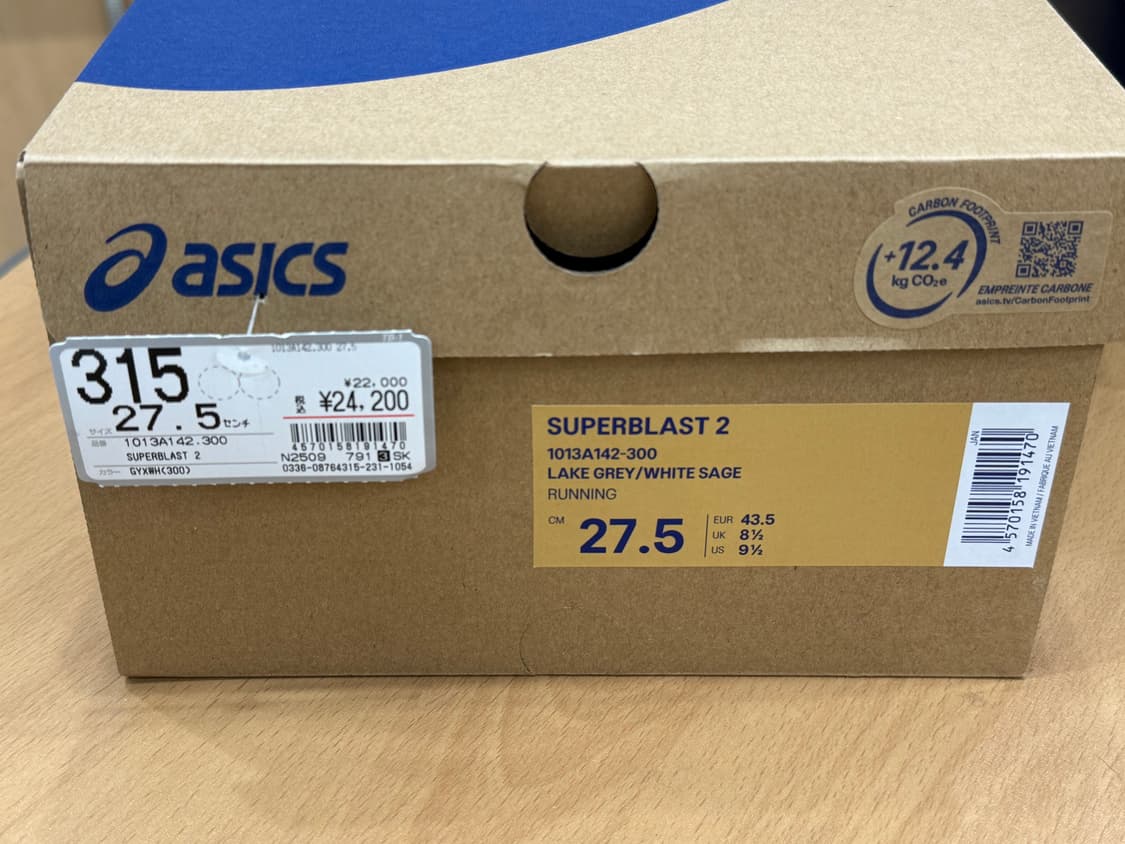 asics
CARBON FOOTPRINT
+12.4
kg CO₂e
EMPREINTE CARBONE
asics.tv/CarbonFootprint
1013A142.300 27.5
315
¥22,000
税込 ¥24,200
サイズ 27.5センチ
品番 1013A142.300
SUPERBLAST 2
カラー GYXWH(300)
4570158191470
N2509 791 3 SK
0336-08764315-231-1054
SUPERBLAST 2
1013A142-300
LAKE GREY/WHITE SAGE
RUNNING
CM 27.5
EUR 43.5
UK 8½
US 9½
JAN
4570158191470
MADE IN VIETNAM / FABRIQUE AU VIETNAM